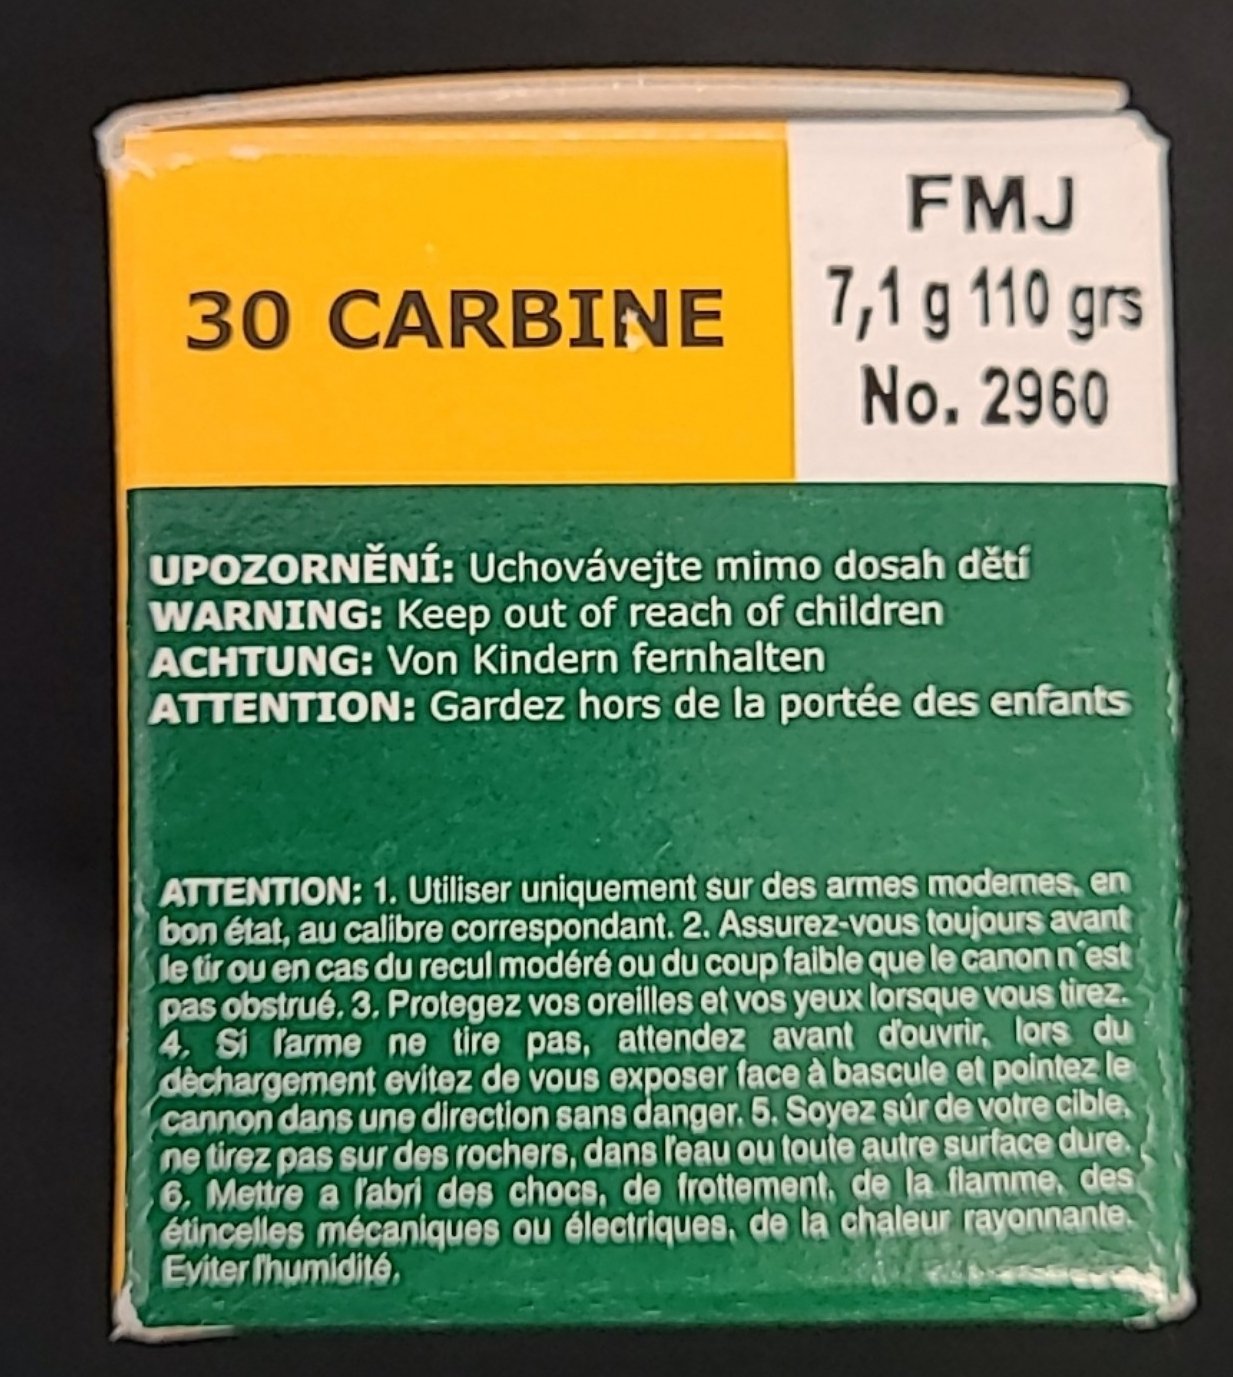 30 CARBINE
FMJ
7,1 g 110 grs
No. 2960
UPOZORNĚNÍ: Uchovávejte mimo dosah dětí
WARNING: Keep out of reach of children
ACHTUNG: Von Kindern fernhalten
ATTENTION: Gardez hors de la portée des enfants
ATTENTION: 1. Utiliser uniquement sur des armes modernes, en
bon état, au calibre correspondant. 2. Assurez-vous toujours avant
le tir ou en cas du recul modéré ou du coup faible que le canon n´est
pas obstrué. 3. Protegez vos oreilles et vos yeux lorsque vous tirez.
4. Si l'arme ne tire pas, attendez avant d'ouvrir, lors du
dèchargement evitez de vous exposer face à bascule et pointez le
cannon dans une direction sans danger. 5. Soyez súr de votre cible,
ne tirez pas sur des rochers, dans l'eau ou toute autre surface dure.
6. Mettre a l'abri des chocs, de frottement, de la flamme, des
étincelles mécaniques ou électriques, de la chaleur rayonnante.
Eviter l'humidité.